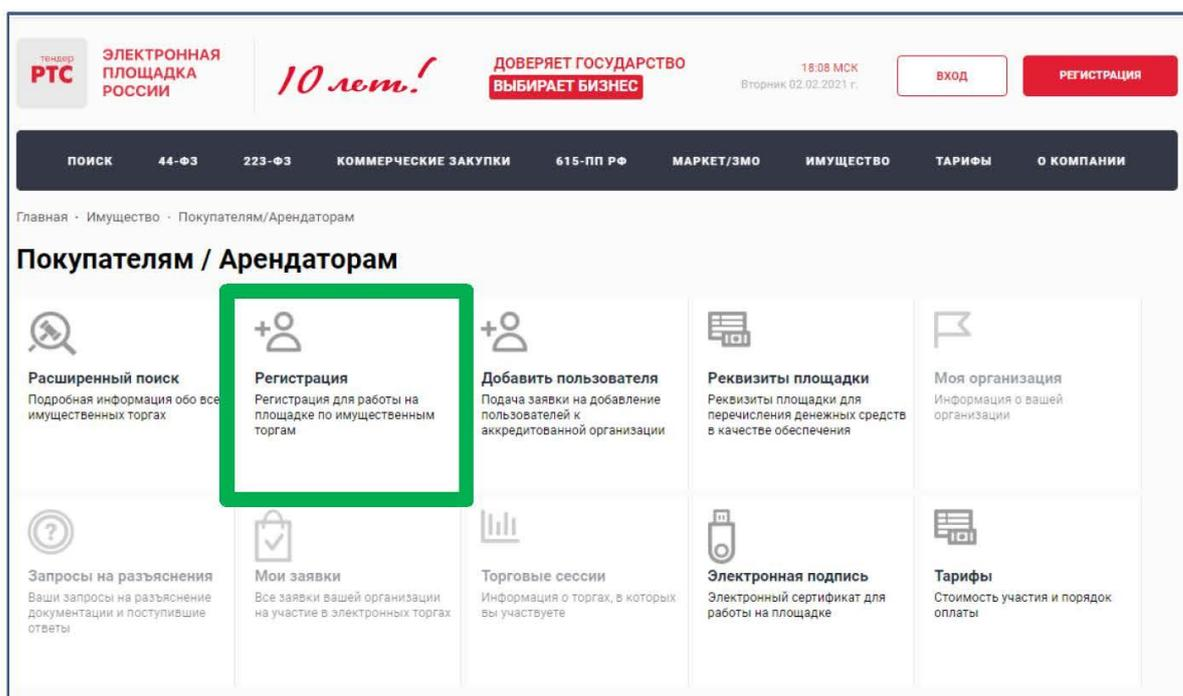 тендер
РТС
ЭЛЕКТРОННАЯ
ПЛОЩАДКА
РОССИИ
10 лет!
ДОВЕРЯЕТ ГОСУДАРСТВО
ВЫБИРАЕТ БИЗНЕС
18:08 МСК
Вторник 02.02.2021 г.
ВХОД
РЕГИСТРАЦИЯ
ПОИСК 44-ФЗ 223-ФЗ КОММЕРЧЕСКИЕ ЗАКУПКИ 615-ПП РФ МАРКЕТ/ЗМО ИМУЩЕСТВО ТАРИФЫ О КОМПАНИИ
Главная · Имущество · Покупателям/Арендаторам
Покупателям / Арендаторам
Расширенный поиск
Подробная информация обо все
имущественных торгах
Регистрация
Регистрация для работы на
площадке по имущественным
торгам
Добавить пользователя
Подача заявки на добавление
пользователей к
аккредитованной организации
Реквизиты площадки
Реквизиты площадки для
перечисления денежных средств
в качестве обеспечения
Моя организация
Информация о вашей
организации
Запросы на разъяснения
Ваши запросы на разъяснение
документации и поступившие
ответы
Мои заявки
Все заявки вашей организации
на участие в электронных торгах
Торговые сессии
Информация о торгах, в которых
вы участвуете
Электронная подпись
Электронный сертификат для
работы на площадке
Тарифы
Стоимость участия и порядок
оплаты